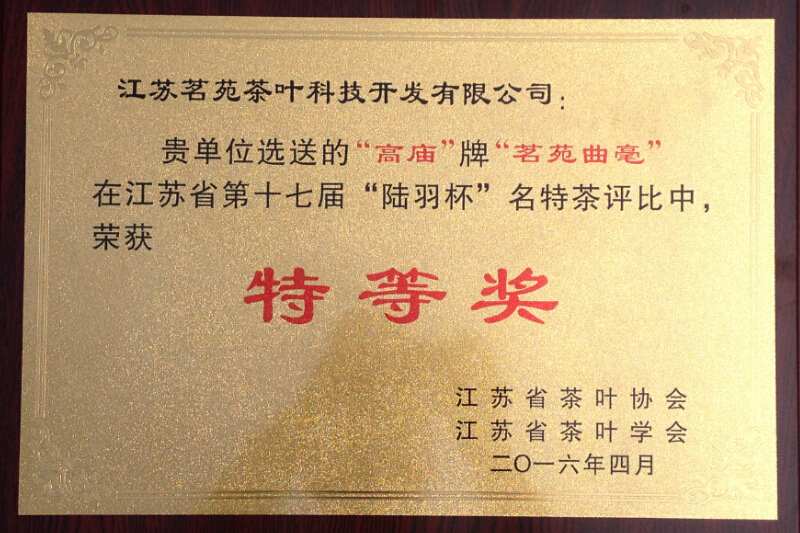 江苏茗苑茶叶科技开发有限公司：
贵单位选送的“高庙”牌“茗苑曲毫”
在江苏省第十七届“陆羽杯”名特茶评比中，
荣获
特等奖
江苏省茶叶协会
江苏省茶叶学会
二〇一六年四月